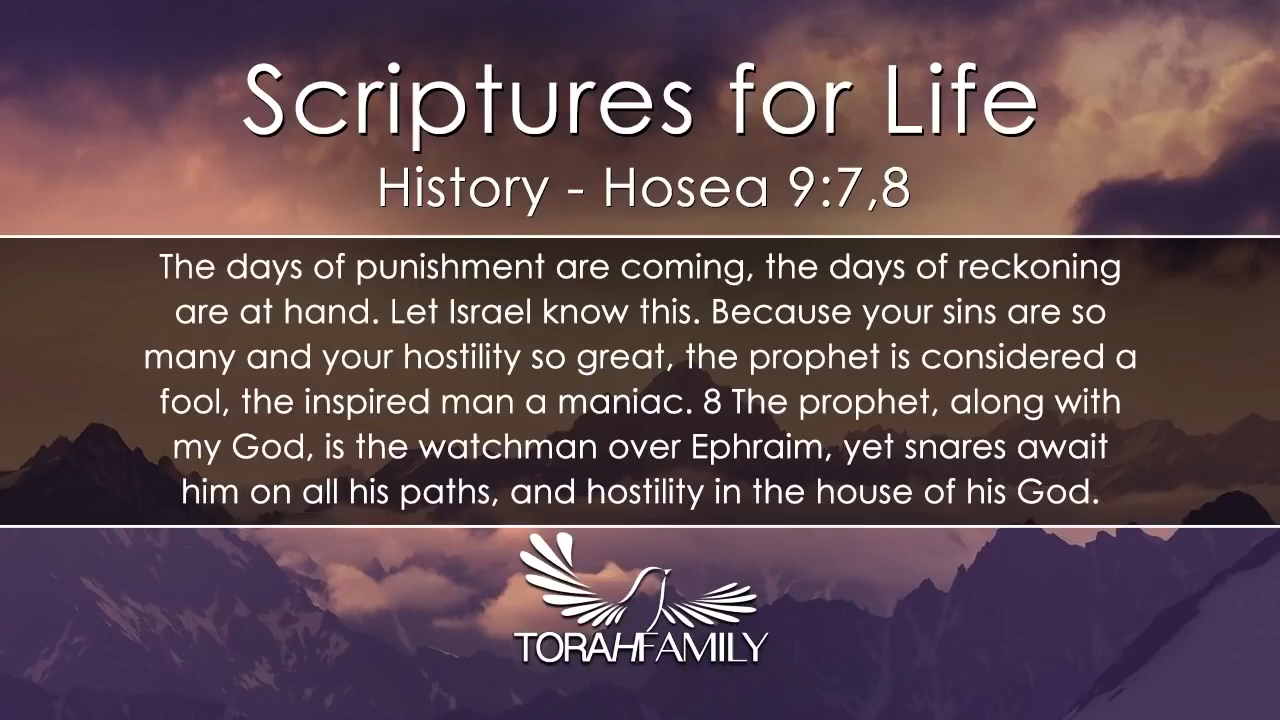 Scriptures for Life
History - Hosea 9:7,8
The days of punishment are coming, the days of reckoning
are at hand. Let Israel know this. Because your sins are so
many and your hostility so great, the prophet is considered a
fool, the inspired man a maniac. 8 The prophet, along with
my God, is the watchman over Ephraim, yet snares await
him on all his paths, and hostility in the house of his God.
TORAHFAMILY